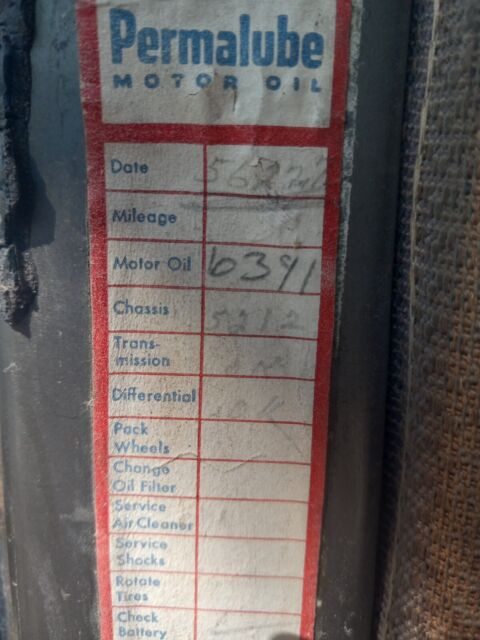 Permalube
MOTOR OIL
Date
Mileage
Motor Oil 6391
Chassis 5212
Trans-
mission
Differential
Pack
Wheels
Change
Oil Filter
Service
Air Cleaner
Service
Shocks
Rotate
Tires
Check
Battery